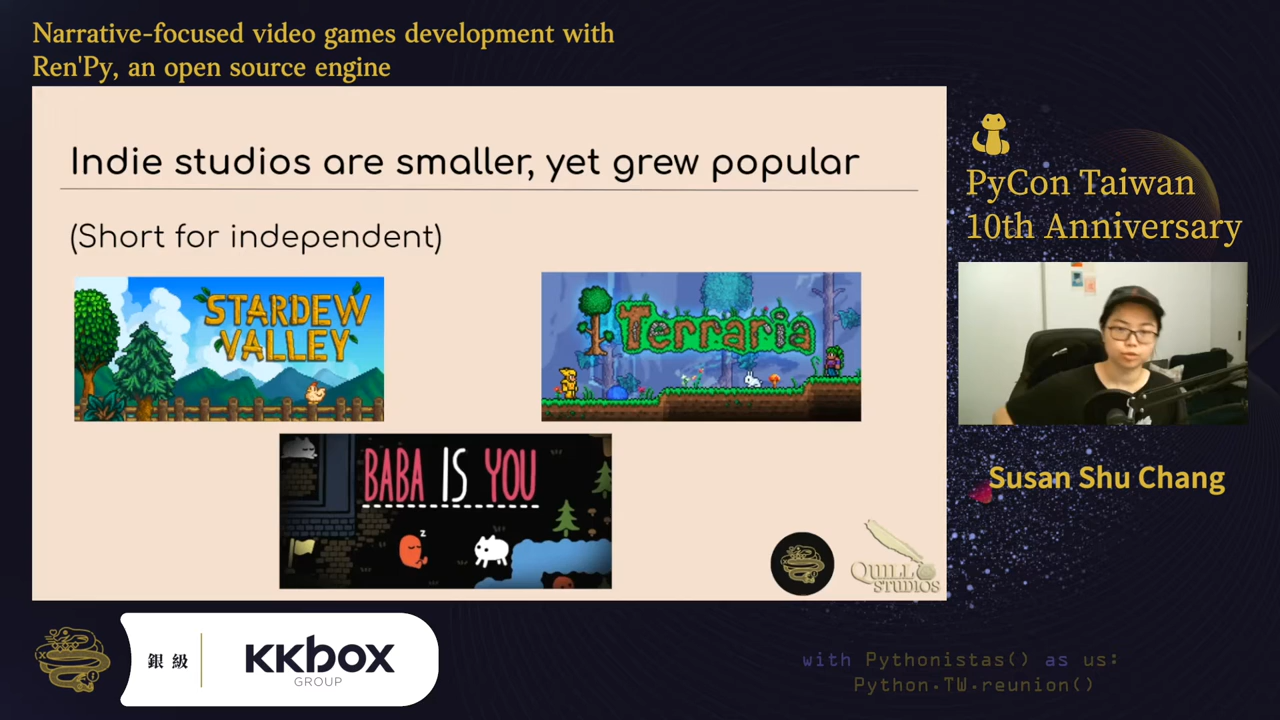 Narrative-focused video games development with
Ren'Py, an open source engine
Indie studios are smaller, yet grew popular
(Short for independent)
STARDEW
VALLEY
Terraria
BABA IS YOU
z
QUILL
STUDIOS
PyCon Taiwan
10th Anniversary
Susan Shu Chang
銀級
KKBOX
GROUP
with Pythonistas() as us:
Python.TW.reunion()